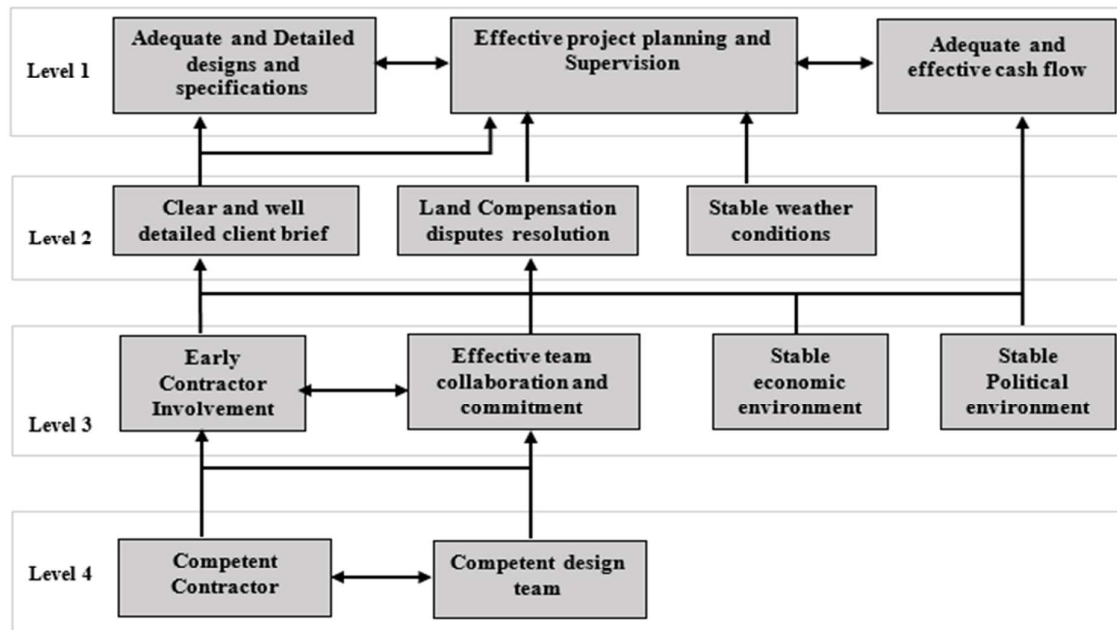 Level 1
Adequate and Detailed
designs and
specifications
Effective project planning and
Supervision
Adequate and
effective cash flow
Level 2
Clear and well
detailed client brief
Land Compensation
disputes resolution
Stable weather
conditions
Level 3
Early
Contractor
Involvement
Effective team
collaboration and
commitment
Stable
economic
environment
Stable
Political
environment
Level 4
Competent
Contractor
Competent design
team